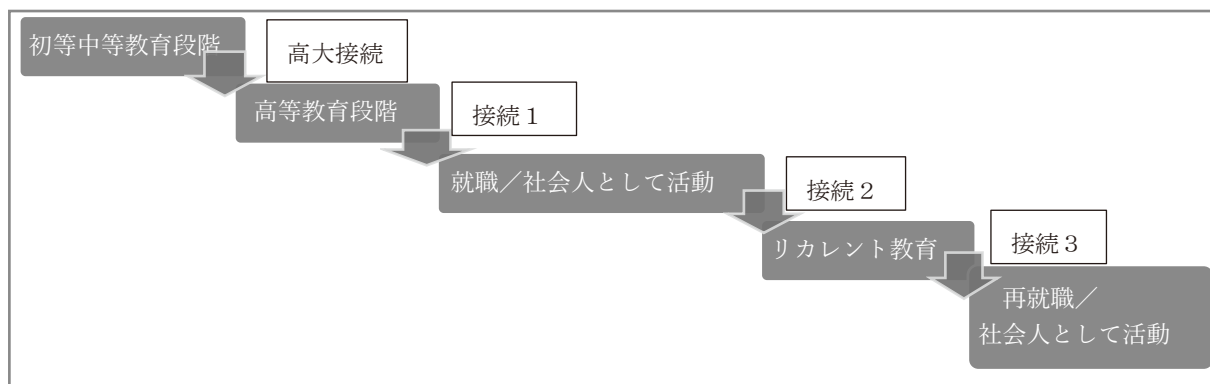 初等中等教育段階
高大接続
高等教育段階
接続１
就職／社会人として活動
接続２
リカレント教育
接続３
再就職／
社会人として活動